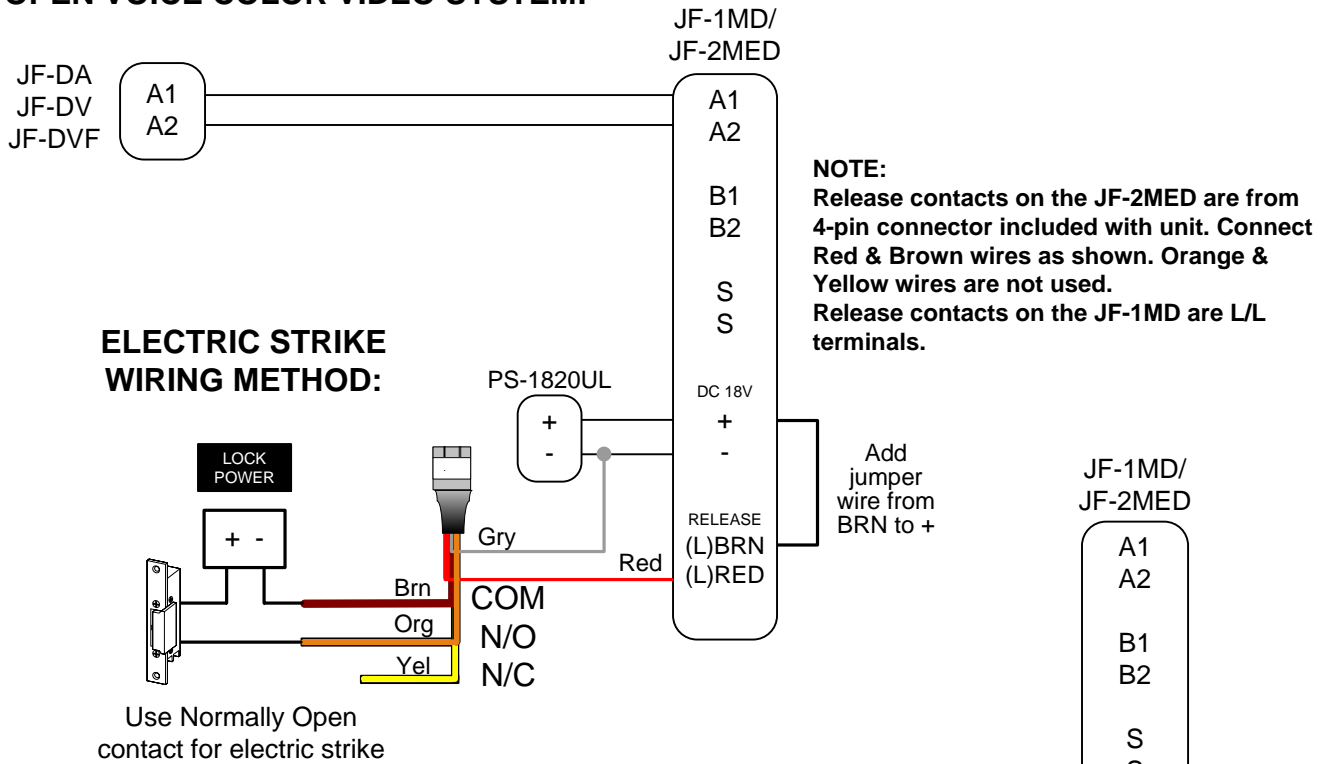 JF-1MD/
JF-2MED
JF-DA
JF-DV
JF-DVF
A1
A2
A1
A2
B1
B2
S
S
DC 18V
+
-
RELEASE
(L)BRN
(L)RED
NOTE:
Release contacts on the JF-2MED are from
4-pin connector included with unit. Connect
Red & Brown wires as shown. Orange &
Yellow wires are not used.
Release contacts on the JF-1MD are L/L
terminals.
ELECTRIC STRIKE
WIRING METHOD:
PS-1820UL
+
-
Add
jumper
wire from
BRN to +
LOCK
POWER
+ -
Gry
Red
Brn
COM
Org
N/O
Yel
N/C
Use Normally Open
contact for electric strike
JF-1MD/
JF-2MED
A1
A2
B1
B2
S